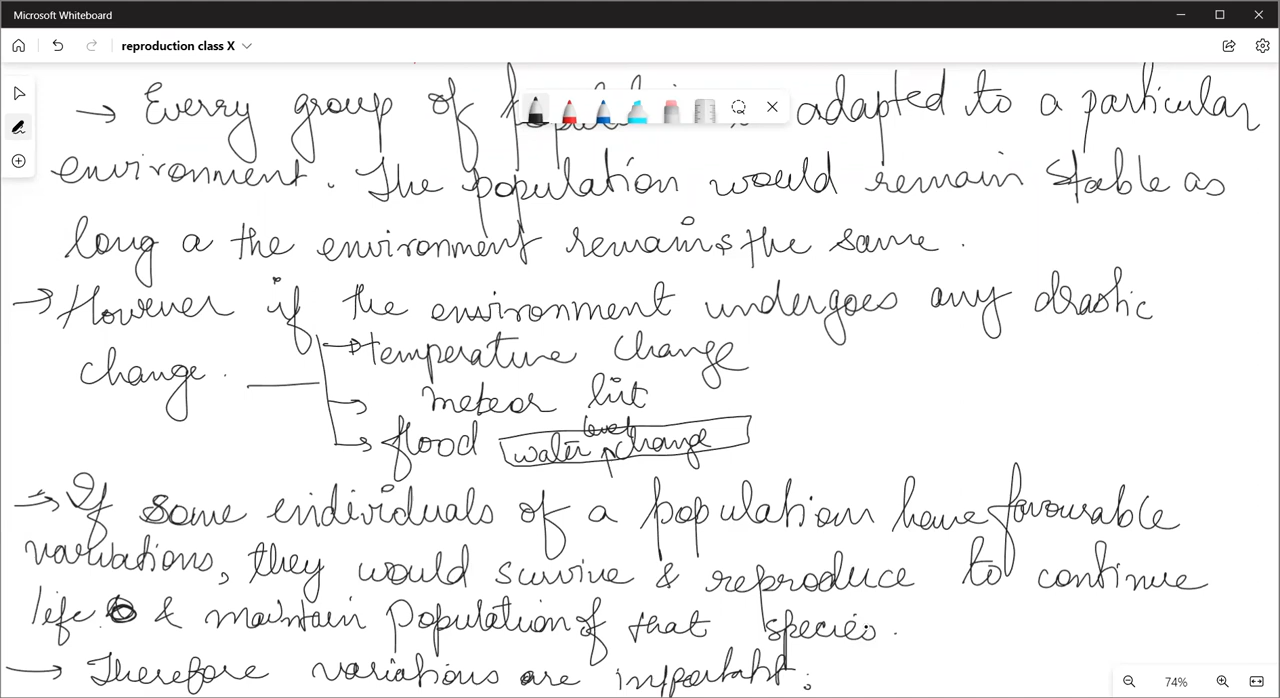 Microsoft Whiteboard
reproduction class X
→ Every group of is adapted to a particular
environment. The population would remain stable as
long a the environment remains the same.
→ However if the environment undergoes any drastic
change. → temperature change
→ meteor hit
→ flood water level change
→ If some individuals of a population have favourable
variations, they would survive & reproduce to continue
life & maintain population of that species.
→ Therefore variations are important.
74%